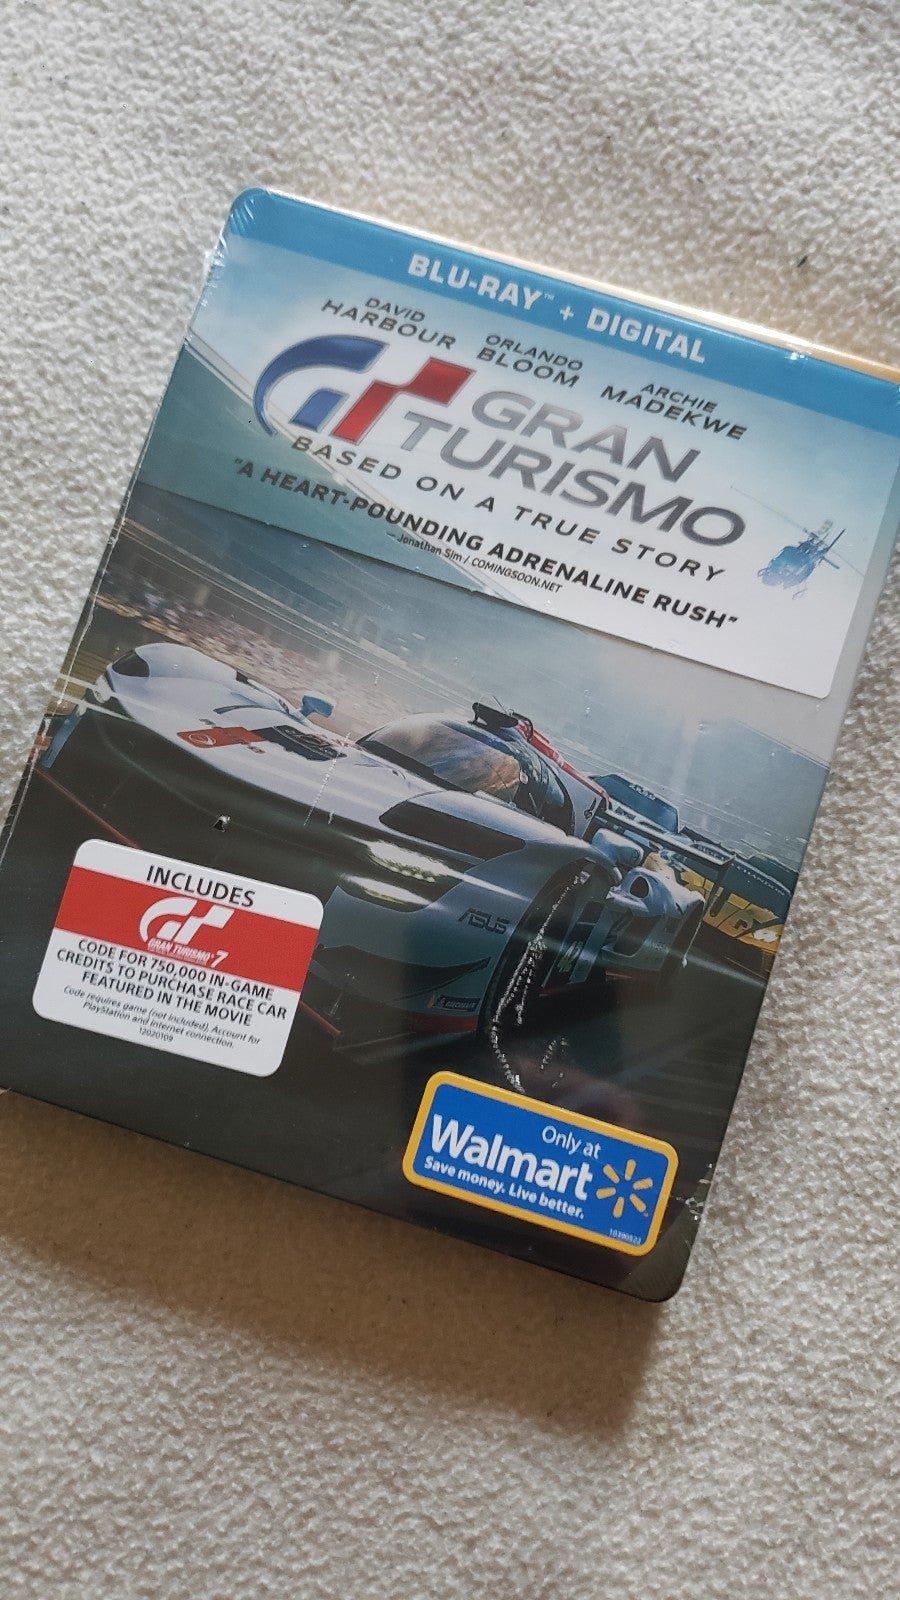 BLU-RAY™ + DIGITAL
DAVID HARBOUR
ORLANDO BLOOM
ARCHIE MADEKWE
GRAN TURISMO
BASED ON A TRUE STORY
"A HEART-POUNDING ADRENALINE RUSH"
— Jonathan Sim / COMINGSOON.NET
ASUS
INCLUDES
GRAN TURISMO 7
CODE FOR 750,000 IN-GAME
CREDITS TO PURCHASE RACE CAR
FEATURED IN THE MOVIE
Code requires game (not included), Account for
PlayStation and internet connection.
12020109
Only at
Walmart
Save money. Live better.